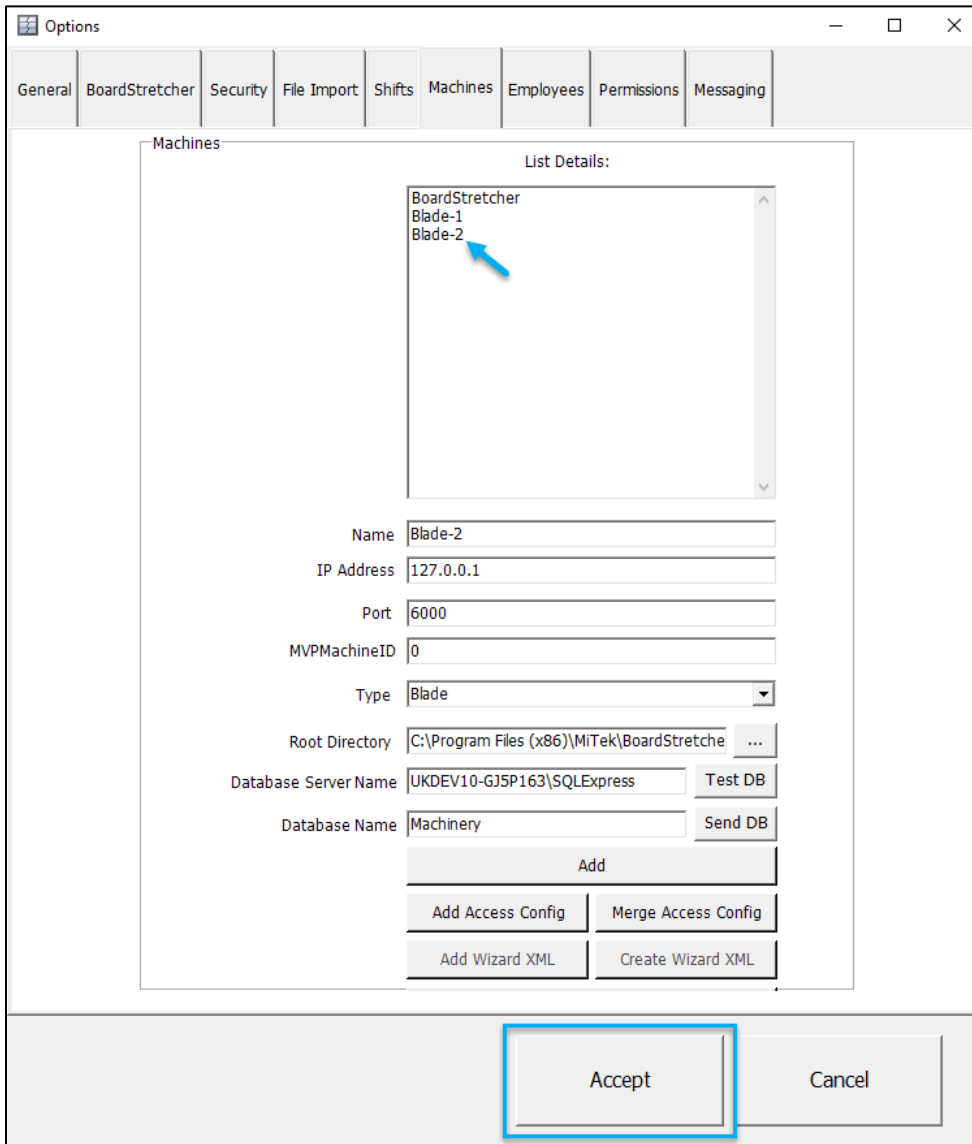 Options
General BoardStretcher Security File Import Shifts Machines Employees Permissions Messaging
Machines
List Details:
BoardStretcher
Blade-1
Blade-2
Name Blade-2
IP Address 127.0.0.1
Port 6000
MVPMachineID 0
Type Blade
Root Directory C:\Program Files (x86)\MiTek\BoardStretche ...
Database Server Name UKDEV10-GJ5P163\SQLExpress Test DB
Database Name Machinery Send DB
Add
Add Access Config Merge Access Config
Add Wizard XML Create Wizard XML
Accept Cancel